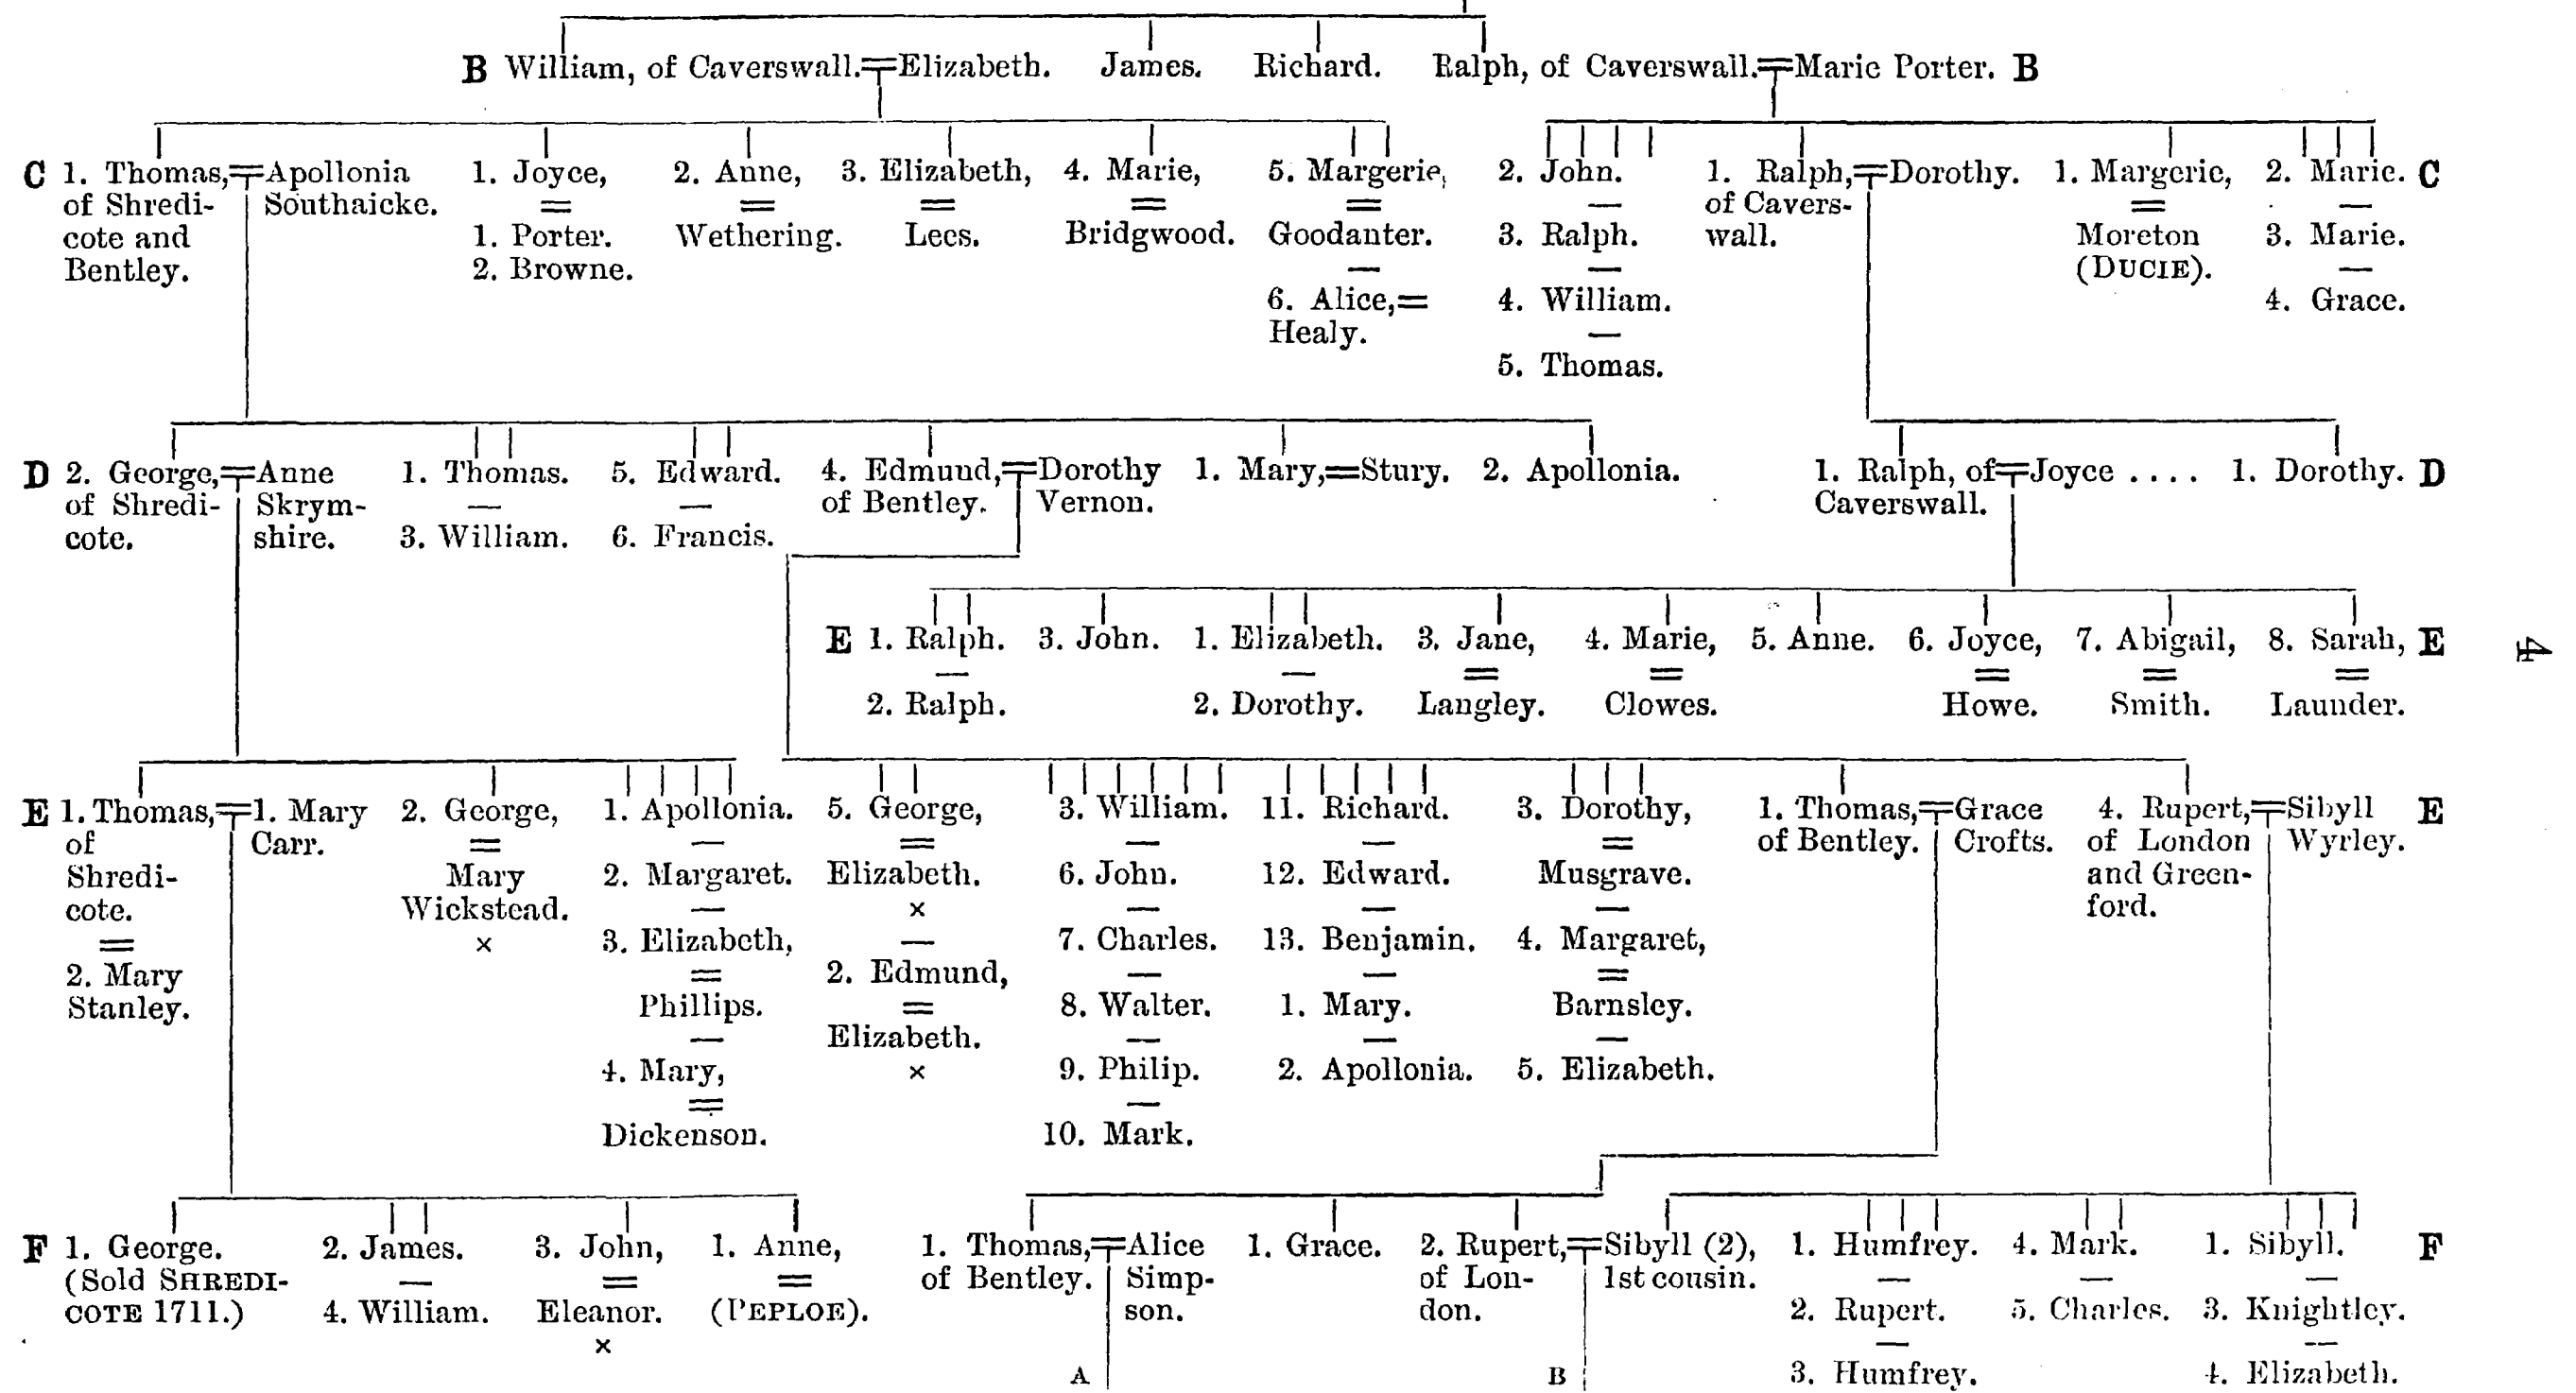 B William, of Caverswall.=Elizabeth. James. Richard. Ralph, of Caverswall.=Marie Porter. B
C 1. Thomas,=Apollonia 1. Joyce, 2. Anne, 3. Elizabeth, 4. Marie, 5. Margerie, 2. John. 1. Ralph,=Dorothy. 1. Margerie, 2. Marie. C
of Shredi- Southaicke. = = = = = — of Cavers- = —
cote and 1. Porter. Wethering. Lees. Bridgwood. Goodanter. 3. Ralph. wall. Moreton 3. Marie.
Bentley. 2. Browne. — — (DUCIE). —
6. Alice,= 4. William. 4. Grace.
Healy. —
5. Thomas.
D 2. George,=Anne 1. Thomas. 5. Edward. 4. Edmund,=Dorothy 1. Mary,=Stury. 2. Apollonia. 1. Ralph, of=Joyce .... 1. Dorothy. D
of Shredi- Skrym- — — of Bentley. Vernon. Caverswall.
cote. shire. 3. William. 6. Francis.
E 1. Ralph. 3. John. 1. Elizabeth. 3. Jane, 4. Marie, 5. Anne. 6. Joyce, 7. Abigail, 8. Sarah, E 4
— — = = = = =
2. Ralph. 2. Dorothy. Langley. Clowes. Howe. Smith. Launder.
E 1. Thomas,=1. Mary 2. George, 1. Apollonia. 5. George, 3. William. 11. Richard. 3. Dorothy, 1. Thomas,=Grace 4. Rupert,=Sibyll E
of Carr. = — = — — = of Bentley. Crofts. of London Wyrley.
Shredi- Mary 2. Margaret. Elizabeth. 6. John. 12. Edward. Musgrave. and Green-
cote. Wickstead. — × — — — ford.
= × 3. Elizabeth, — 7. Charles. 13. Benjamin. 4. Margaret,
2. Mary = 2. Edmund, — — =
Stanley. Phillips. = 8. Walter. 1. Mary. Barnsley.
— Elizabeth. — — —
4. Mary, × 9. Philip. 2. Apollonia. 5. Elizabeth.
= —
Dickenson. 10. Mark.
F 1. George. 2. James. 3. John, 1. Anne, 1. Thomas,=Alice 1. Grace. 2. Rupert,=Sibyll (2), 1. Humfrey. 4. Mark. 1. Sibyll. F
(Sold SHREDI- — = = of Bentley. Simp- of Lon- 1st cousin. — — —
COTE 1711.) 4. William. Eleanor. (PEPLOE). son. don. 2. Rupert. 5. Charles. 3. Knightley.
× — —
A B 3. Humfrey. 4. Elizabeth.